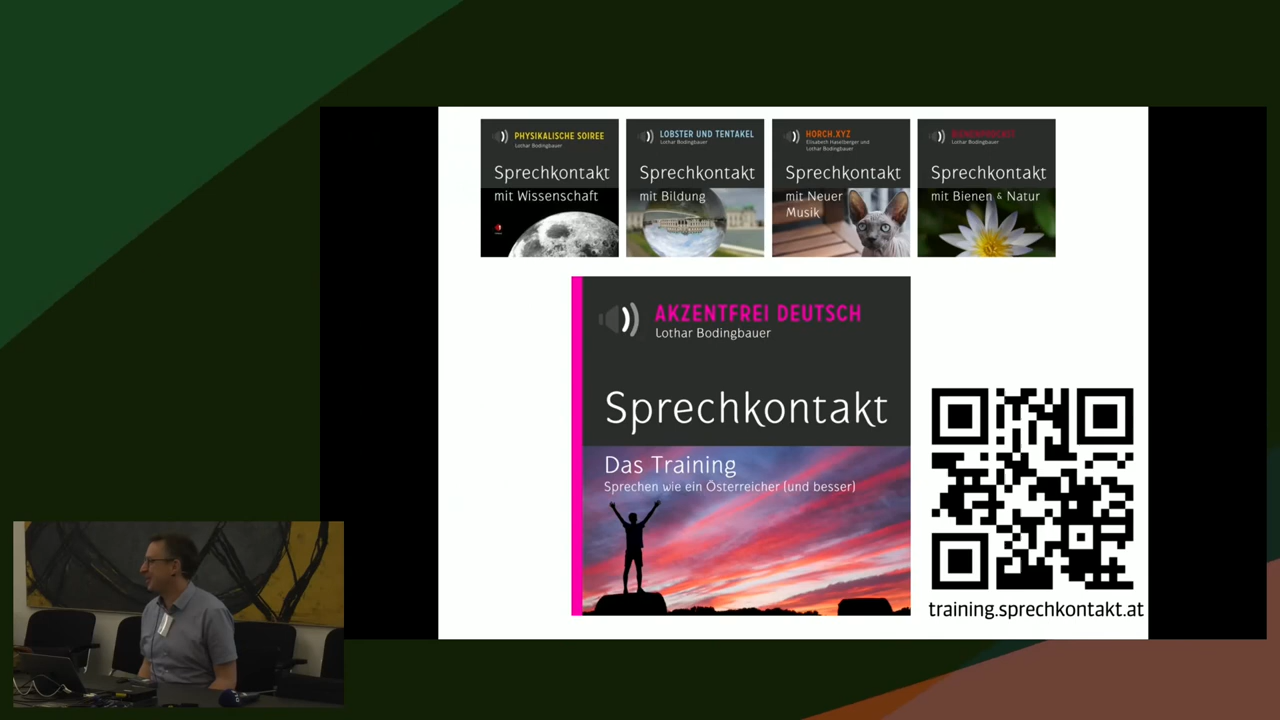 PHYSIKALISCHE SOIREE
Lothar Bodingbauer
Sprechkontakt
mit Wissenschaft
LOBSTER UND TENTAKEL
Lothar Bodingbauer
Sprechkontakt
mit Bildung
HORCH.XYZ
Elisabeth Haselberger und
Lothar Bodingbauer
Sprechkontakt
mit Neuer
Musik
BIENENPODCAST
Lothar Bodingbauer
Sprechkontakt
mit Bienen & Natur
AKZENTFREI DEUTSCH
Lothar Bodingbauer
Sprechkontakt
Das Training
Sprechen wie ein Österreicher (und besser)
training.sprechkontakt.at